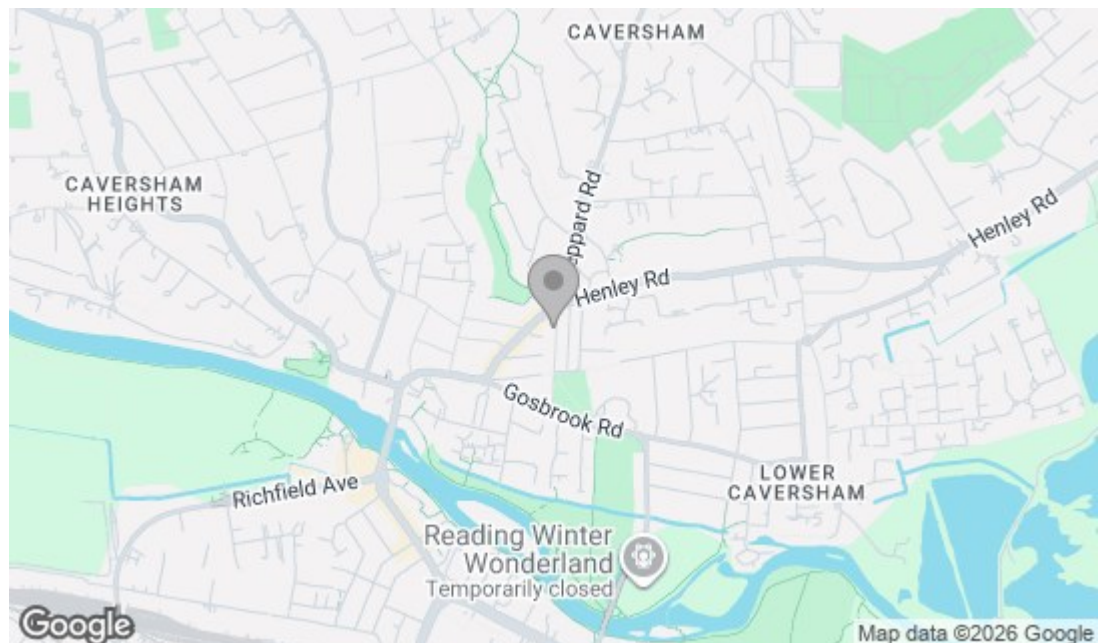 CAVERSHAM
CAVERSHAM
HEIGHTS
eppard Rd
Henley Rd
Henley Rd
Gosbrook Rd
LOWER
CAVERSHAM
Richfield Ave
Reading Winter
Wonderland
Temporarily closed
Google
Map data ©2026 Google